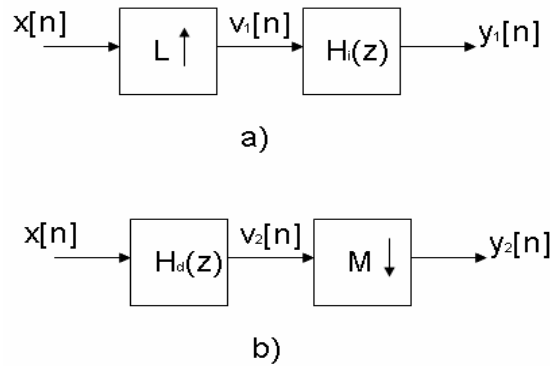 x[n] L ↑ v₁[n] Hᵢ(z) y₁[n]
a)
x[n] H_d(z) v₂[n] M ↓ y₂[n]
b)